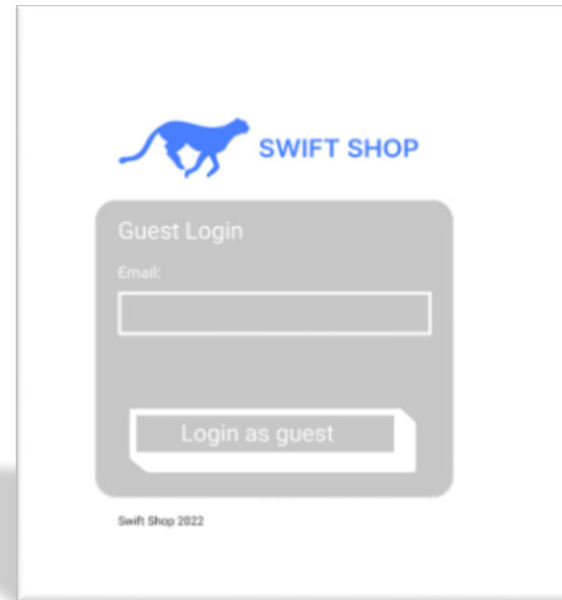 SWIFT SHOP
Guest Login
Email:
Login as guest
Swift Shop 2022